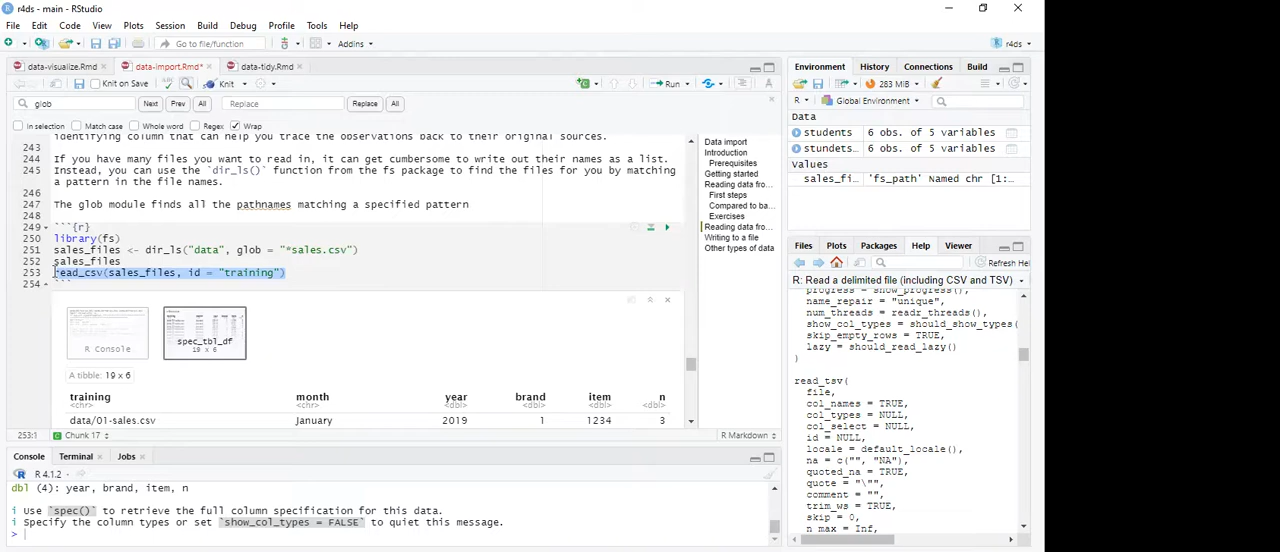 r4ds - main - RStudio
File Edit Code View Plots Session Build Debug Profile Tools Help
Go to file/function Addins r4ds
data-visualize.Rmd data-import.Rmd* data-tidy.Rmd
Knit on Save Knit Run
glob Next Prev All Replace Replace All
In selection Match case Whole word Regex Wrap
identifying column that can help you trace the observations back to their original sources.
243
244 If you have many files you want to read in, it can get cumbersome to write out their names as a list.
245 Instead, you can use the `dir_ls()` function from the fs package to find the files for you by matching
a pattern in the file names.
246
247 The glob module finds all the pathnames matching a specified pattern
248
249 ```{r}
250 library(fs)
251 sales_files <- dir_ls("data", glob = "*sales.csv")
252 sales_files
253 read_csv(sales_files, id = "training")
254 ```
R Console
spec_tbl_df
19 x 6
A tibble: 19 x 6
training month year brand item n
<chr> <chr> <dbl> <dbl> <dbl> <dbl>
data/01-sales.csv January 2019 1 1234 3
253:1 Chunk 17 R Markdown
Data import
Introduction
Prerequisites
Getting started
Reading data fro...
First steps
Compared to ba...
Exercises
Reading data fro...
Writing to a file
Other types of data
Console Terminal Jobs
R 4.1.2 · ~/
dbl (4): year, brand, item, n
i Use `spec()` to retrieve the full column specification for this data.
i Specify the column types or set `show_col_types = FALSE` to quiet this message.
>
Environment History Connections Build
283 MiB
R Global Environment
Data
students 6 obs. of 5 variables
stundets… 6 obs. of 5 variables
Values
sales_fi… 'fs_path' Named chr [1:…
Files Plots Packages Help Viewer
Refresh Help
R: Read a delimited file (including CSV and TSV)
progress = show_progress(),
name_repair = "unique",
num_threads = readr_threads(),
show_col_types = should_show_types(
skip_empty_rows = TRUE,
lazy = should_read_lazy()
)
read_tsv(
file,
col_names = TRUE,
col_types = NULL,
col_select = NULL,
id = NULL,
locale = default_locale(),
na = c("", "NA"),
quoted_na = TRUE,
quote = "\"",
comment = "",
trim_ws = TRUE,
skip = 0,
n_max = Inf,